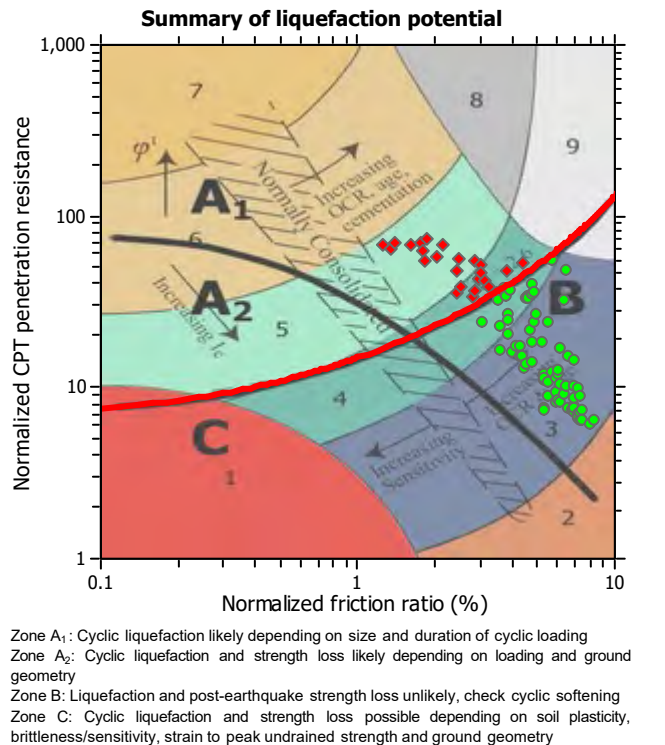 Summary of liquefaction potential
Normalized CPT penetration resistance
1,000
100
10
1
0.1
1
10
Normalized friction ratio (%)
7
8
9
φ'
A1
Increasing
OCR, age,
cementation
Normally Consolidated
6
A2
Increasing Ic
5
B
4
C
1
Increasing
Sensitivity
Increasing
3
2
Zone A1: Cyclic liquefaction likely depending on size and duration of cyclic loading
Zone A2: Cyclic liquefaction and strength loss likely depending on loading and ground
geometry
Zone B: Liquefaction and post-earthquake strength loss unlikely, check cyclic softening
Zone C: Cyclic liquefaction and strength loss possible depending on soil plasticity,
brittleness/sensitivity, strain to peak undrained strength and ground geometry